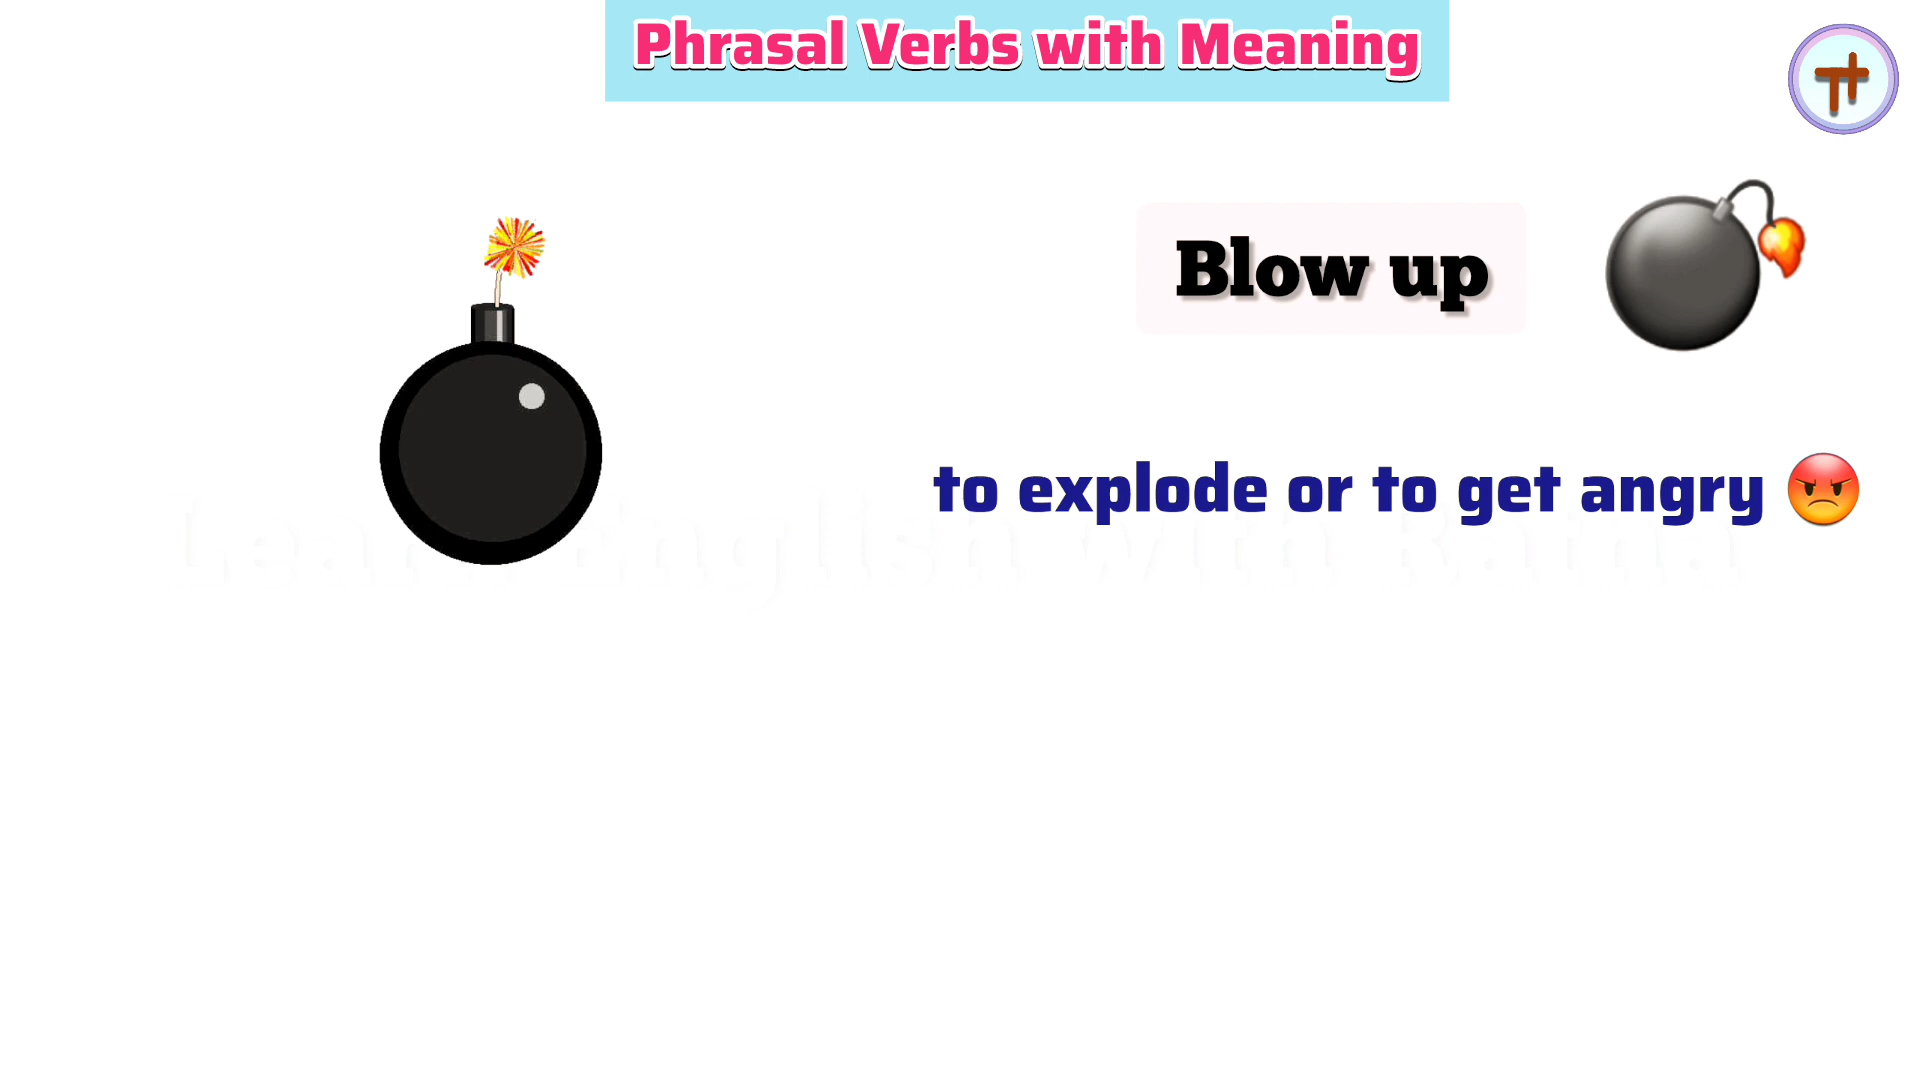 Phrasal Verbs with Meaning
Blow up
to explode or to get angry 😡